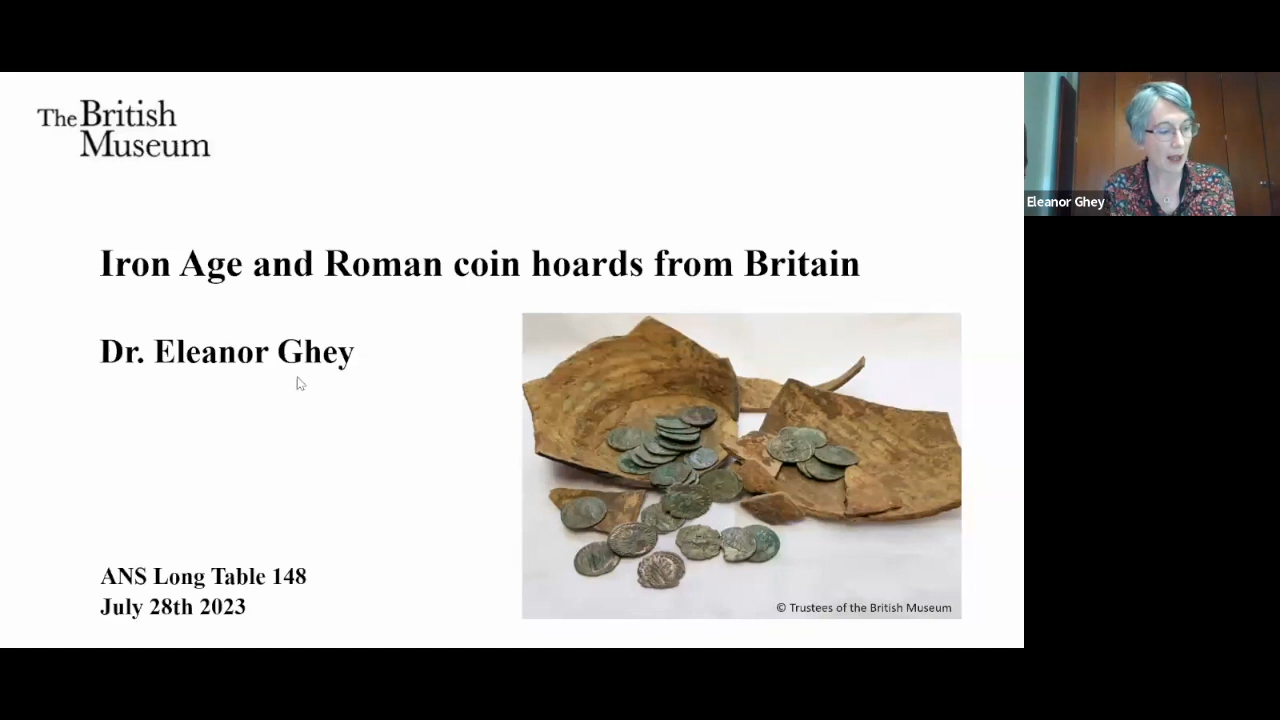 The British
Museum
Eleanor Ghey
Iron Age and Roman coin hoards from Britain
Dr. Eleanor Ghey
ANS Long Table 148
July 28th 2023
© Trustees of the British Museum